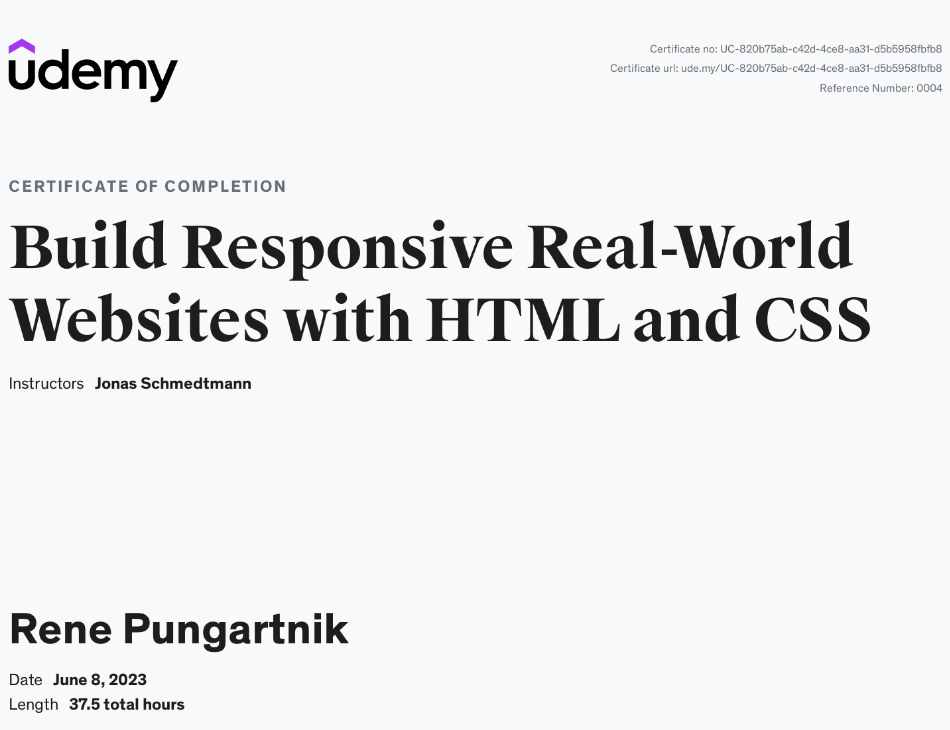 udemy
Certificate no: UC-820b75ab-c42d-4ce8-aa31-d5b5958fbfb8
Certificate url: ude.my/UC-820b75ab-c42d-4ce8-aa31-d5b5958fbfb8
Reference Number: 0004
CERTIFICATE OF COMPLETION
Build Responsive Real-World
Websites with HTML and CSS
Instructors Jonas Schmedtmann
Rene Pungartnik
Date June 8, 2023
Length 37.5 total hours